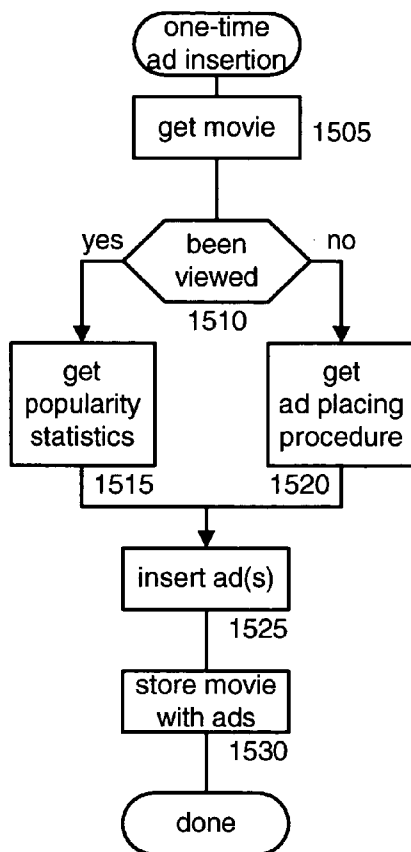 one-time
ad insertion
get movie
1505
yes
been
viewed
no
1510
get
popularity
statistics
1515
get
ad placing
procedure
1520
insert ad(s)
1525
store movie
with ads
1530
done